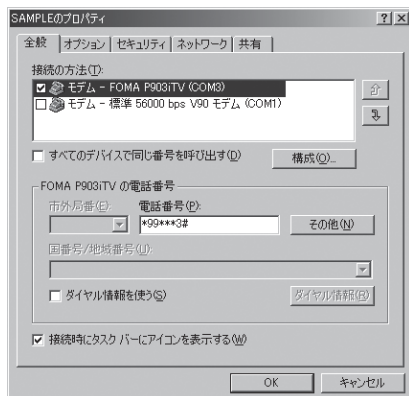 SAMPLEのプロパティ
全般 オプション セキュリティ ネットワーク 共有
接続の方法(T):
モデム - FOMA P903iTV (COM3)
モデム - 標準 56000 bps V90 モデム (COM1)
すべてのデバイスで同じ番号を呼び出す(D)
構成(O)...
FOMA P903iTV の電話番号
市外局番(E): 電話番号(P):
*99***3#
その他(N)
国番号/地域番号(U):
ダイヤル情報を使う(S)
ダイヤル情報(R)
接続時にタスク バーにアイコンを表示する(W)
OK キャンセル